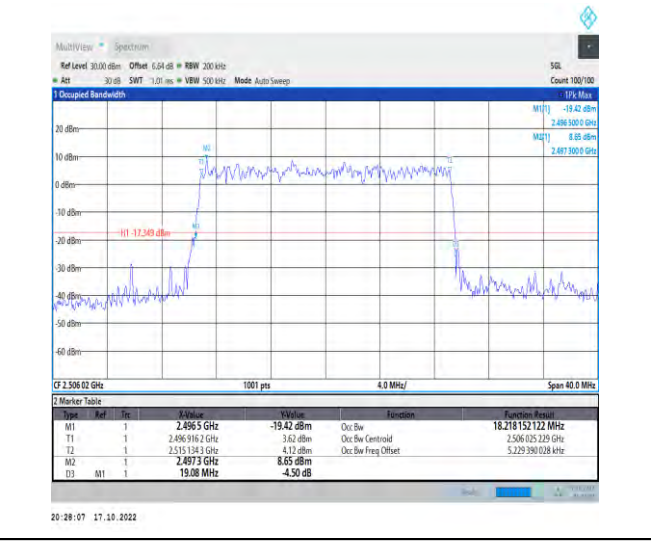 MultiView Spectrum
Ref Level 30.00 dBm Offset 6.64 dB RBW 200 kHz SGL
Att 30 dB SWT 1.01 ms VBW 500 kHz Mode Auto Sweep Count 100/100
1 Occupied Bandwidth 1Pk Max
M1[1] -19.42 dBm
2.496 500 0 GHz
M2[1] 8.65 dBm
2.497 300 0 GHz
20 dBm
M2
10 dBm
T1 T2
0 dBm
-10 dBm
H1 -17.349 dBm
M1
-20 dBm
D3
-30 dBm
-40 dBm
-50 dBm
-60 dBm
CF 2.506 02 GHz 1001 pts 4.0 MHz/ Span 40.0 MHz
2 Marker Table
Type Ref Trc X-Value Y-Value Function Function Result
M1 1 2.4965 GHz -19.42 dBm Occ Bw 18.218 152 122 MHz
T1 1 2.496 916 2 GHz 3.62 dBm Occ Bw Centroid 2.506 025 229 GHz
T2 1 2.515 134 3 GHz 4.12 dBm Occ Bw Freq Offset 5.229 390 028 kHz
M2 1 2.4973 GHz 8.65 dBm
D3 M1 1 19.08 MHz -4.50 dB
20:28:07 17.10.2022